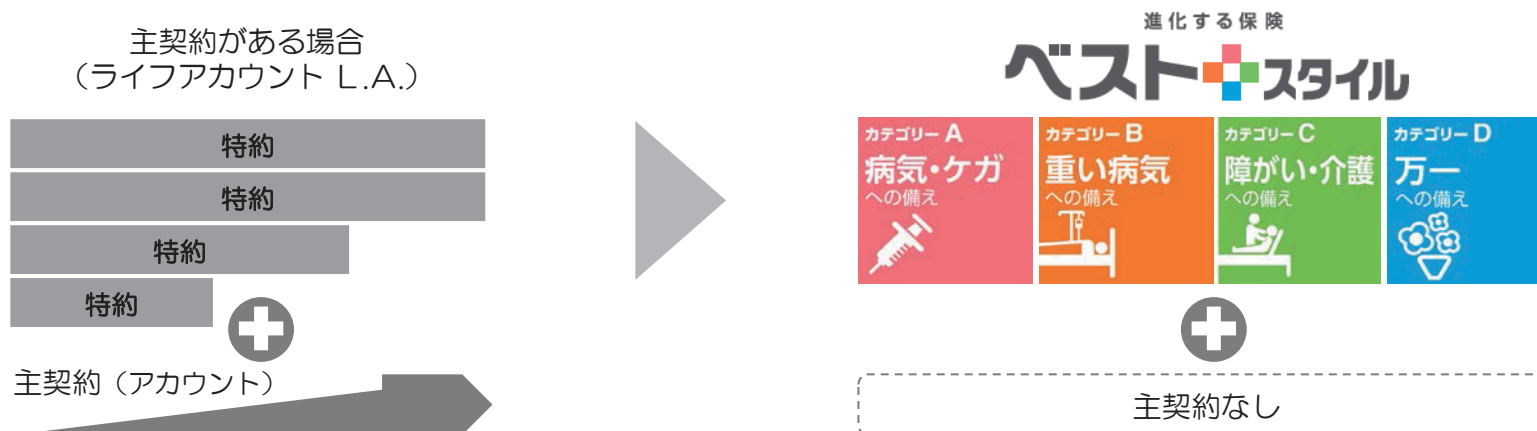 主契約がある場合
（ライフアカウント L.A.）
特約
特約
特約
特約
主契約（アカウント）
進化する保険
ベストスタイル
カテゴリー A
病気・ケガ
への備え
カテゴリー B
重い病気
への備え
カテゴリー C
障がい・介護
への備え
カテゴリー D
万一
への備え
主契約なし